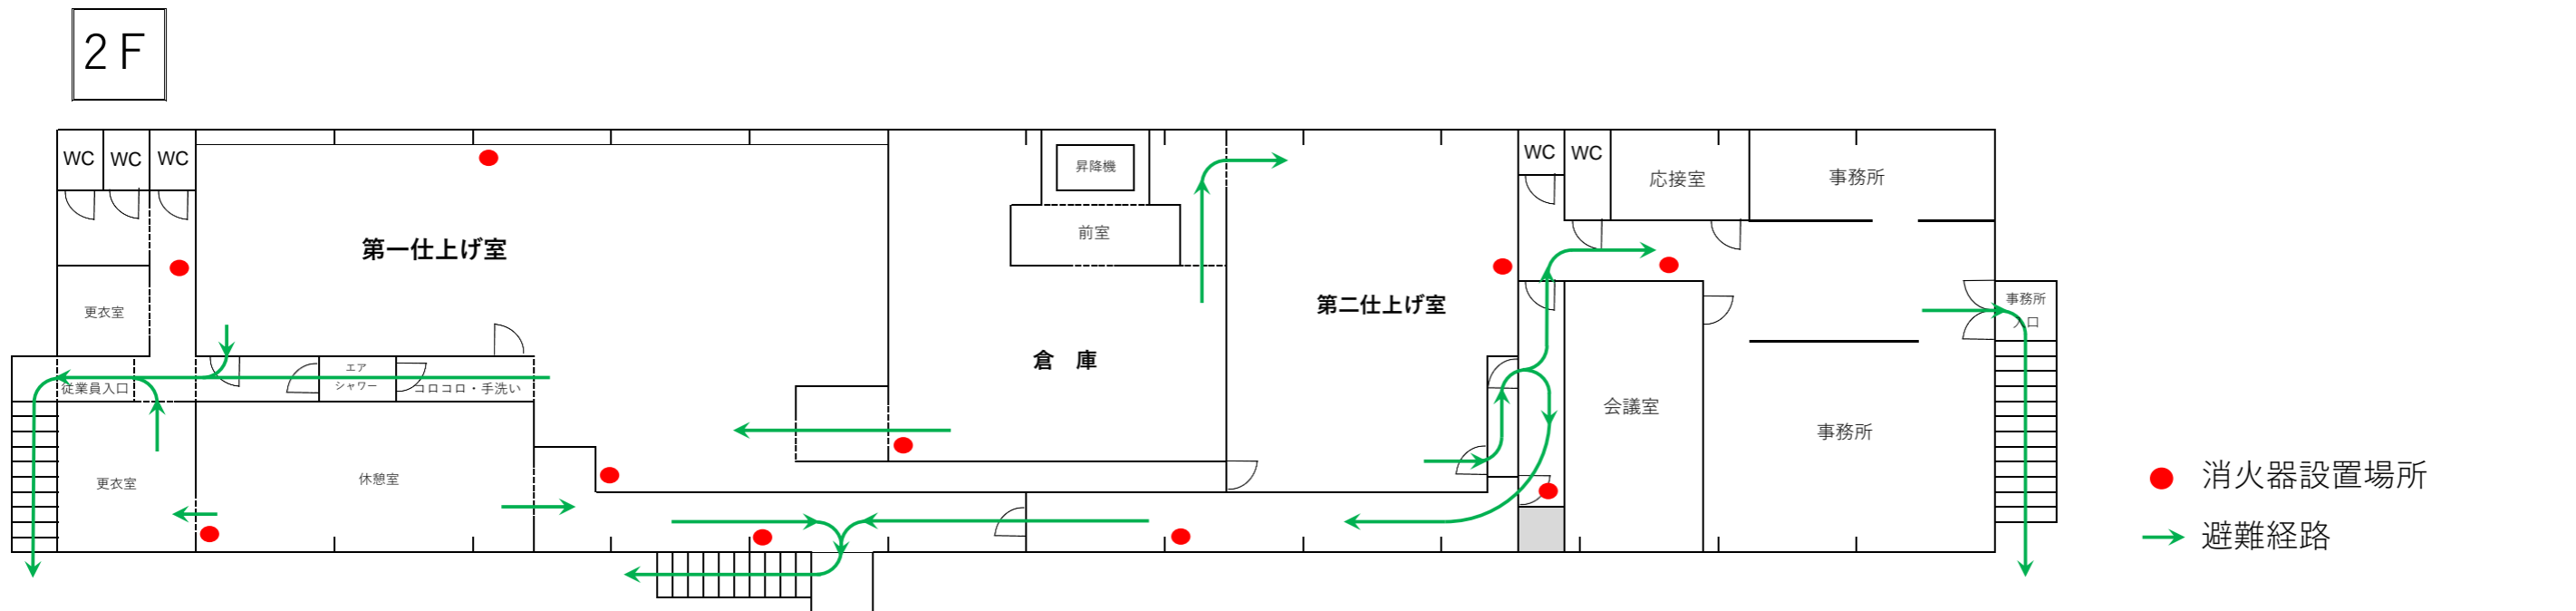 2F
WC
WC
WC
昇降機
WC
WC
応接室
事務所
前室
第一仕上げ室
更衣室
第二仕上げ室
事務所
入口
倉 庫
エア
シャワー
従業員入口
コロコロ・手洗い
会議室
事務所
更衣室
休憩室
消火器設置場所
避難経路